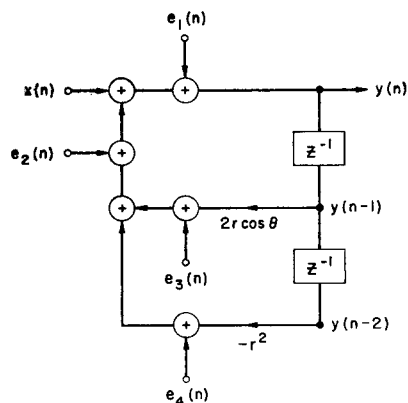 e₁(n)
x(n)
y(n)
z⁻¹
e₂(n)
y(n-1)
2r cos θ
z⁻¹
e₃(n)
y(n-2)
-r²
e₄(n)